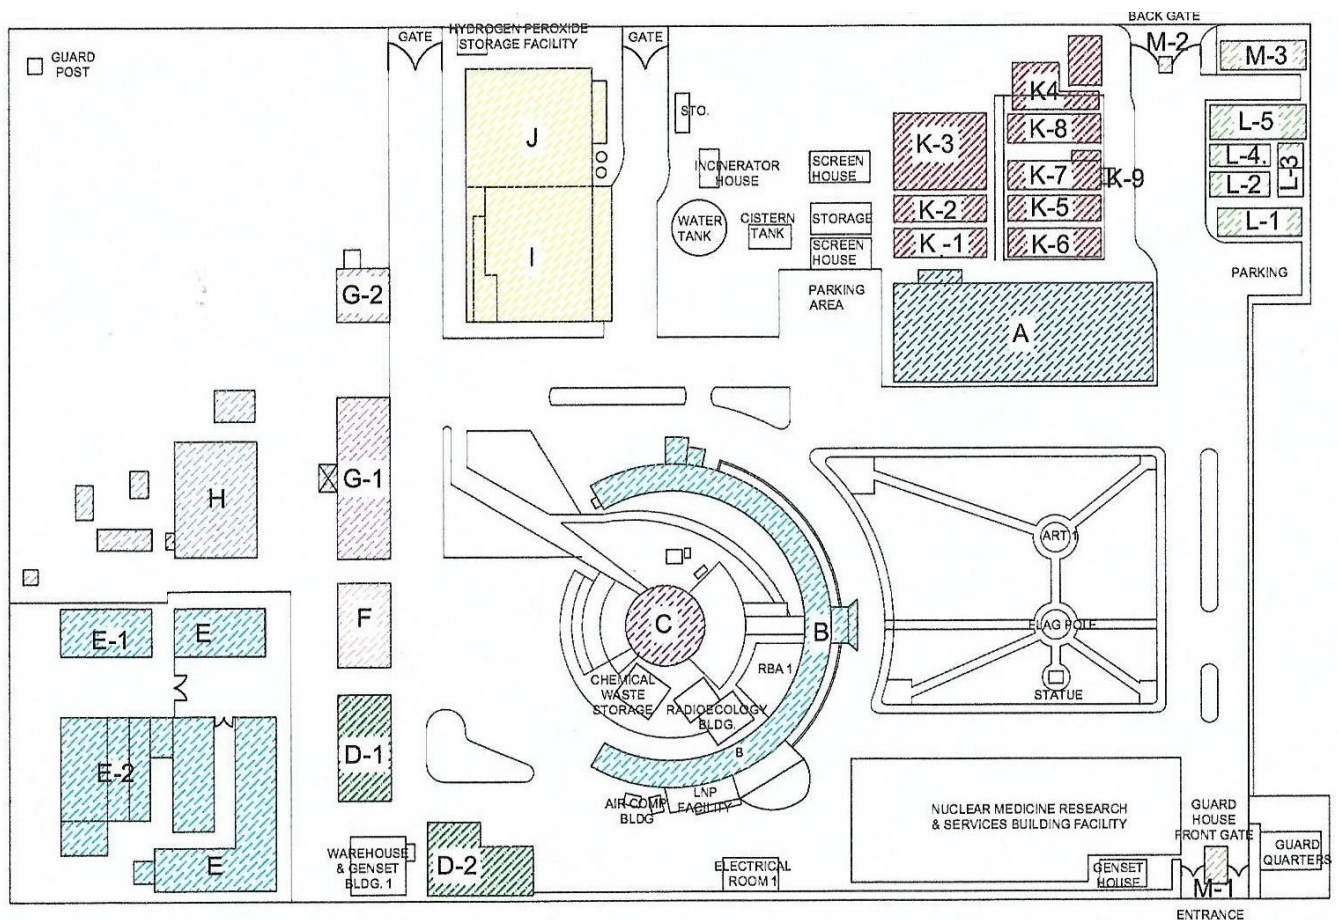 BACK GATE
GATE
HYDROGEN PEROXIDE
STORAGE FACILITY
GATE
M-2
M-3
GUARD
POST
K4
STO.
K-8
L-5
J
K-3
INCINERATOR
HOUSE
SCREEN
HOUSE
K-7
K-9
L-4.
L-3
L-2
K-2
K-5
WATER
TANK
CISTERN
TANK
STORAGE
L-1
K -1
K-6
SCREEN
HOUSE
I
PARKING
G-2
PARKING
AREA
A
G-1
H
ART 1
E-1
E
F
C
B
FLAG POLE
RBA 1
CHEMICAL
WASTE
STORAGE
STATUE
RADIOECOLOGY
BLDG.
D-1
B
E-2
LNP
FACILITY
AIR COMP
BLDG
NUCLEAR MEDICINE RESEARCH
& SERVICES BUILDING FACILITY
GUARD
HOUSE
FRONT GATE
WAREHOUSE
& GENSET
BLDG. 1
D-2
E
ELECTRICAL
ROOM 1
GENSET
HOUSE
GUARD
QUARTERS
M-1
ENTRANCE